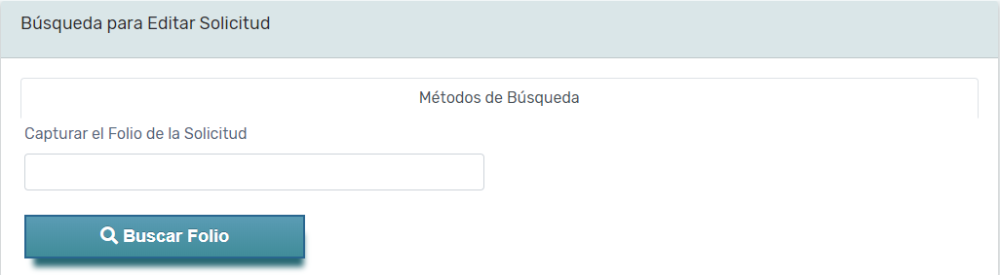 Búsqueda para Editar Solicitud
Métodos de Búsqueda
Capturar el Folio de la Solicitud
Buscar Folio